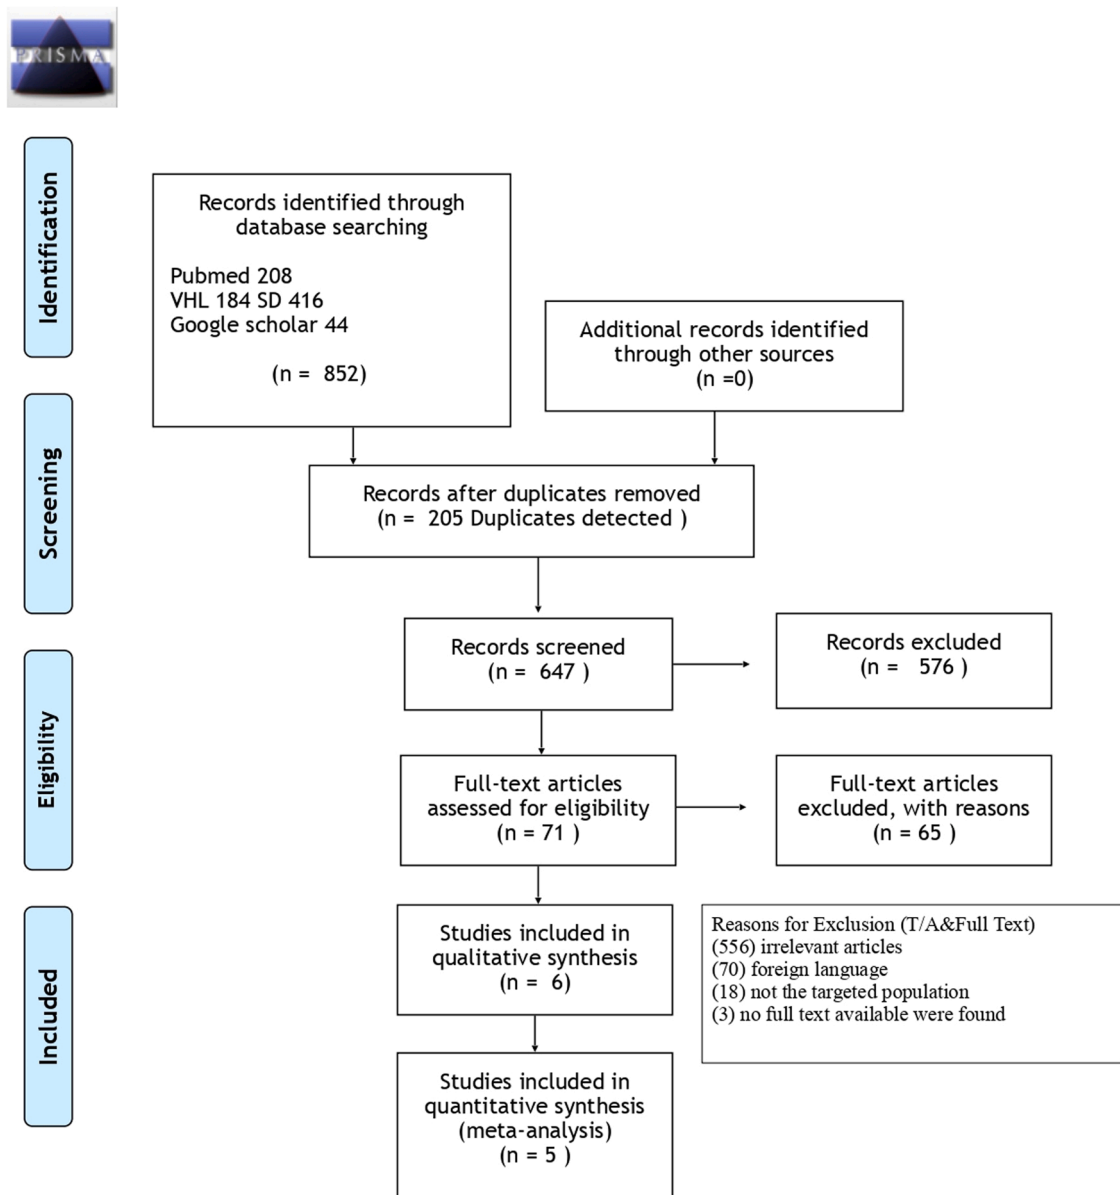 PRISMA
Identification
Records identified through
database searching
Pubmed 208
VHL 184 SD 416
Google scholar 44
(n = 852)
Additional records identified
through other sources
(n =0)
Screening
Records after duplicates removed
(n = 205 Duplicates detected )
Records screened
(n = 647 )
Records excluded
(n = 576 )
Eligibility
Full-text articles
assessed for eligibility
(n = 71 )
Full-text articles
excluded, with reasons
(n = 65 )
Included
Studies included in
qualitative synthesis
(n = 6)
Reasons for Exclusion (T/A&Full Text)
(556) irrelevant articles
(70) foreign language
(18) not the targeted population
(3) no full text available were found
Studies included in
quantitative synthesis
(meta-analysis)
(n = 5 )